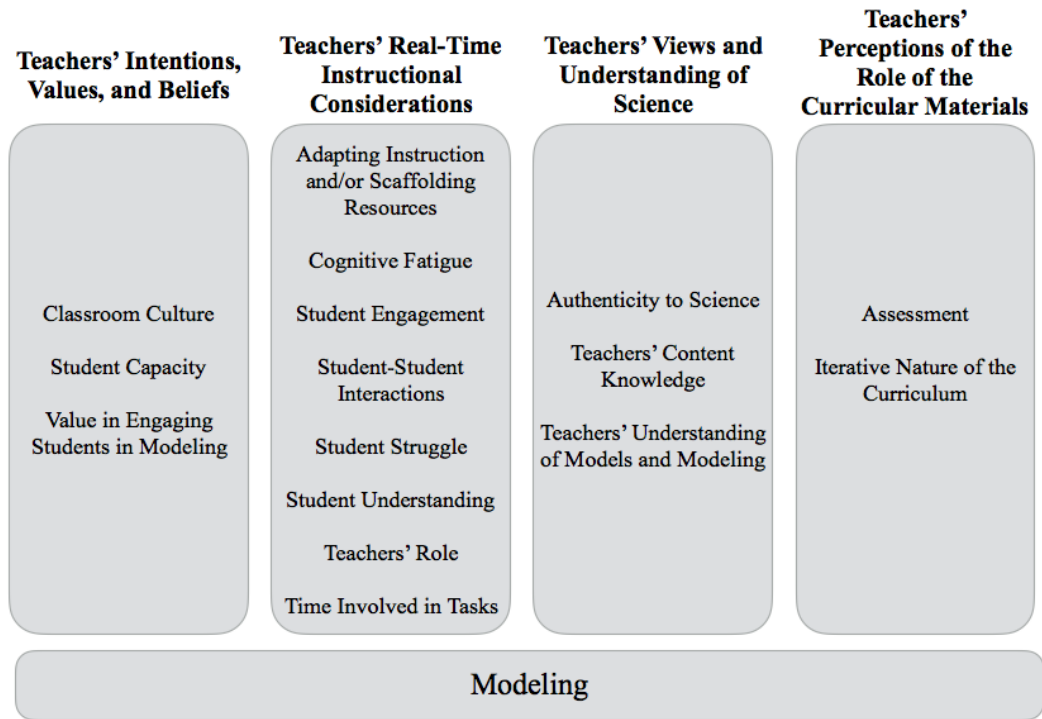 Teachers’ Intentions,
Values, and Beliefs
Classroom Culture
Student Capacity
Value in Engaging
Students in Modeling
Teachers’ Real-Time
Instructional
Considerations
Adapting Instruction
and/or Scaffolding
Resources
Cognitive Fatigue
Student Engagement
Student-Student
Interactions
Student Struggle
Student Understanding
Teachers’ Role
Time Involved in Tasks
Teachers’ Views and
Understanding of
Science
Authenticity to Science
Teachers’ Content
Knowledge
Teachers’ Understanding
of Models and Modeling
Teachers’
Perceptions of the
Role of the
Curricular Materials
Assessment
Iterative Nature of the
Curriculum
Modeling